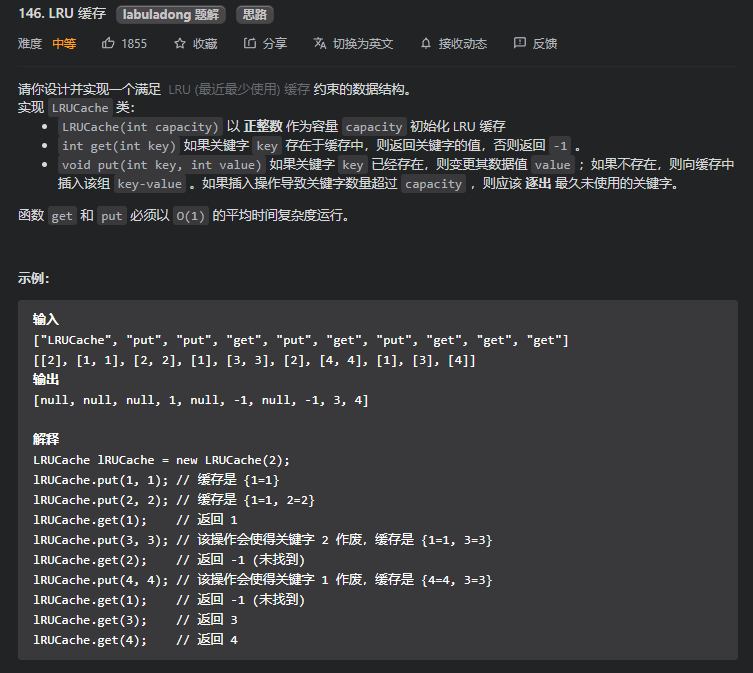 146. LRU 缓存 labuladong 题解 思路
难度 中等 1855 收藏 分享 切换为英文 接收动态 反馈
请你设计并实现一个满足 LRU (最近最少使用) 缓存 约束的数据结构。
实现 LRUCache 类：
• LRUCache(int capacity) 以 正整数 作为容量 capacity 初始化 LRU 缓存
• int get(int key) 如果关键字 key 存在于缓存中，则返回关键字的值，否则返回 -1 。
• void put(int key, int value) 如果关键字 key 已经存在，则变更其数据值 value ；如果不存在，则向缓存中
插入该组 key-value 。如果插入操作导致关键字数量超过 capacity ，则应该 逐出 最久未使用的关键字。
函数 get 和 put 必须以 O(1) 的平均时间复杂度运行。
示例：
输入
["LRUCache", "put", "put", "get", "put", "get", "put", "get", "get", "get"]
[[2], [1, 1], [2, 2], [1], [3, 3], [2], [4, 4], [1], [3], [4]]
输出
[null, null, null, 1, null, -1, null, -1, 3, 4]
解释
LRUCache lRUCache = new LRUCache(2);
lRUCache.put(1, 1); // 缓存是 {1=1}
lRUCache.put(2, 2); // 缓存是 {1=1, 2=2}
lRUCache.get(1); // 返回 1
lRUCache.put(3, 3); // 该操作会使得关键字 2 作废，缓存是 {1=1, 3=3}
lRUCache.get(2); // 返回 -1 (未找到)
lRUCache.put(4, 4); // 该操作会使得关键字 1 作废，缓存是 {4=4, 3=3}
lRUCache.get(1); // 返回 -1 (未找到)
lRUCache.get(3); // 返回 3
lRUCache.get(4); // 返回 4